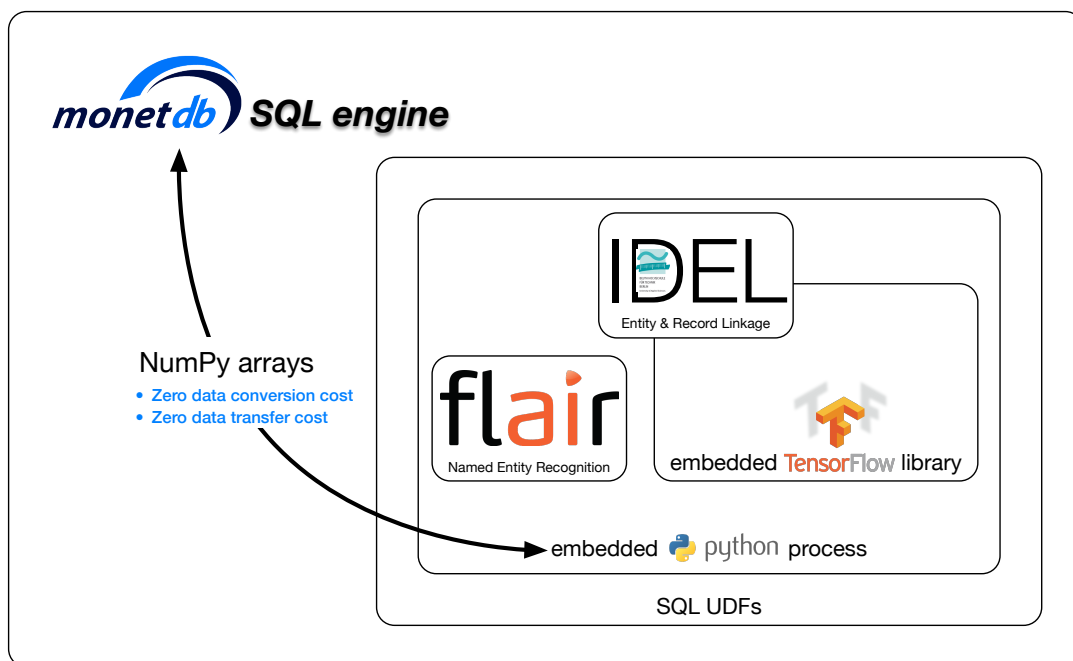 monetdb SQL engine
IDEL
Entity & Record Linkage
NumPy arrays
• Zero data conversion cost
• Zero data transfer cost
flair
Named Entity Recognition
embedded TensorFlow library
embedded python process
SQL UDFs